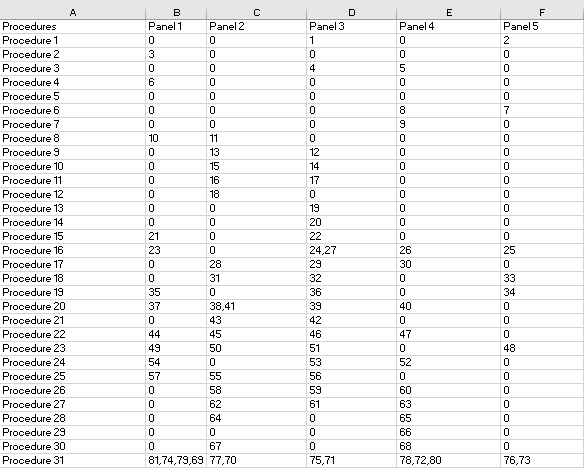 A B C D E F
Procedures Panel 1 Panel 2 Panel 3 Panel 4 Panel 5
Procedure 1 0 0 1 0 2
Procedure 2 3 0 0 0 0
Procedure 3 0 0 4 5 0
Procedure 4 6 0 0 0 0
Procedure 5 0 0 0 0 0
Procedure 6 0 0 0 8 7
Procedure 7 0 0 0 9 0
Procedure 8 10 11 0 0 0
Procedure 9 0 13 12 0 0
Procedure 10 0 15 14 0 0
Procedure 11 0 16 17 0 0
Procedure 12 0 18 0 0 0
Procedure 13 0 0 19 0 0
Procedure 14 0 0 20 0 0
Procedure 15 21 0 22 0 0
Procedure 16 23 0 24,27 26 25
Procedure 17 0 28 29 30 0
Procedure 18 0 31 32 0 33
Procedure 19 35 0 36 0 34
Procedure 20 37 38,41 39 40 0
Procedure 21 0 43 42 0 0
Procedure 22 44 45 46 47 0
Procedure 23 49 50 51 0 48
Procedure 24 54 0 53 52 0
Procedure 25 57 55 56 0 0
Procedure 26 0 58 59 60 0
Procedure 27 0 62 61 63 0
Procedure 28 0 64 0 65 0
Procedure 29 0 0 0 66 0
Procedure 30 0 67 0 68 0
Procedure 31 81,74,79,69 77,70 75,71 78,72,80 76,73